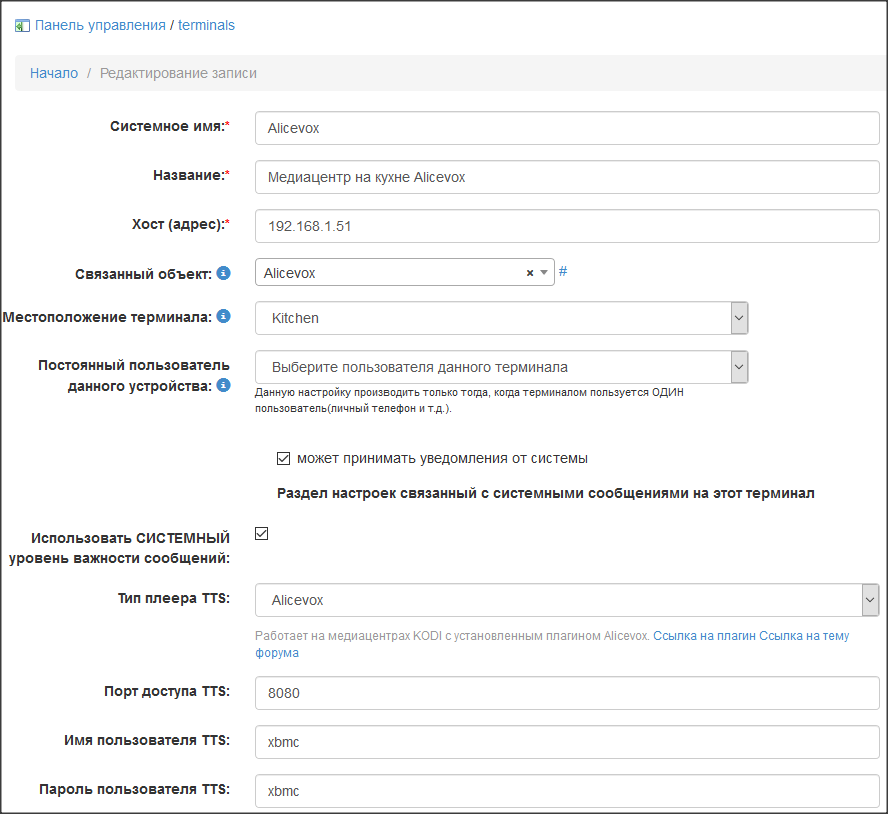 Панель управления / terminals
Начало / Редактирование записи
Системное имя:* Alicevox
Название:* Медиацентр на кухне Alicevox
Хост (адрес):* 192.168.1.51
Связанный объект: Alicevox × #
Местоположение терминала: Kitchen
Постоянный пользователь
данного устройства: Выберите пользователя данного терминала
Данную настройку производить только тогда, когда терминалом пользуется ОДИН
пользователь(личный телефон и т.д.).
может принимать уведомления от системы
Раздел настроек связанный с системными сообщениями на этот терминал
Использовать СИСТЕМНЫЙ
уровень важности сообщений:
Тип плеера TTS: Alicevox
Работает на медиацентрах KODI с установленным плагином Alicevox. Ссылка на плагин Ссылка на тему
форума
Порт доступа TTS: 8080
Имя пользователя TTS: xbmc
Пароль пользователя TTS: xbmc